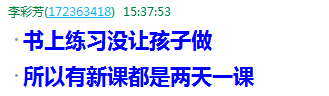 李彩芳(172363418)  15:37:53
· 书上练习没让孩子做
· 所以有新课都是两天一课